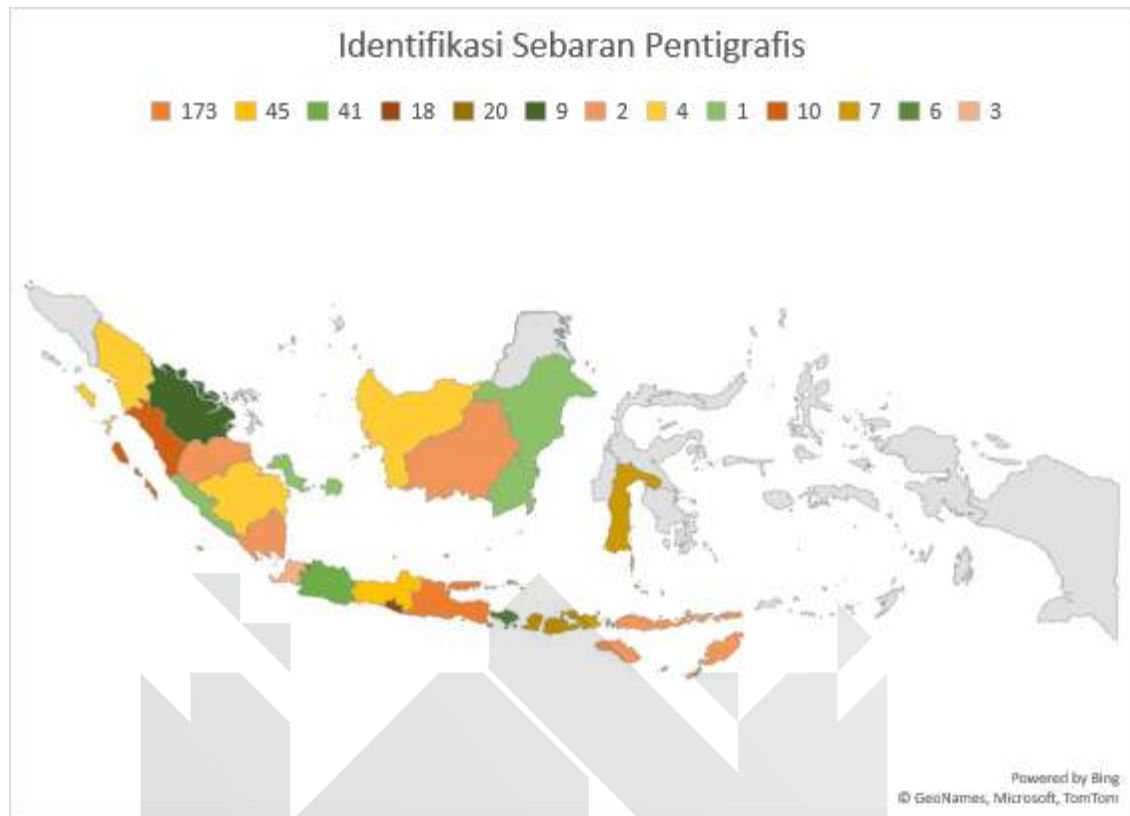 Identifikasi Sebaran Pentigrafis
173 45 41 18 20 9 2 4 1 10 7 6 3
Powered by Bing
© GeoNames, Microsoft, TomTom